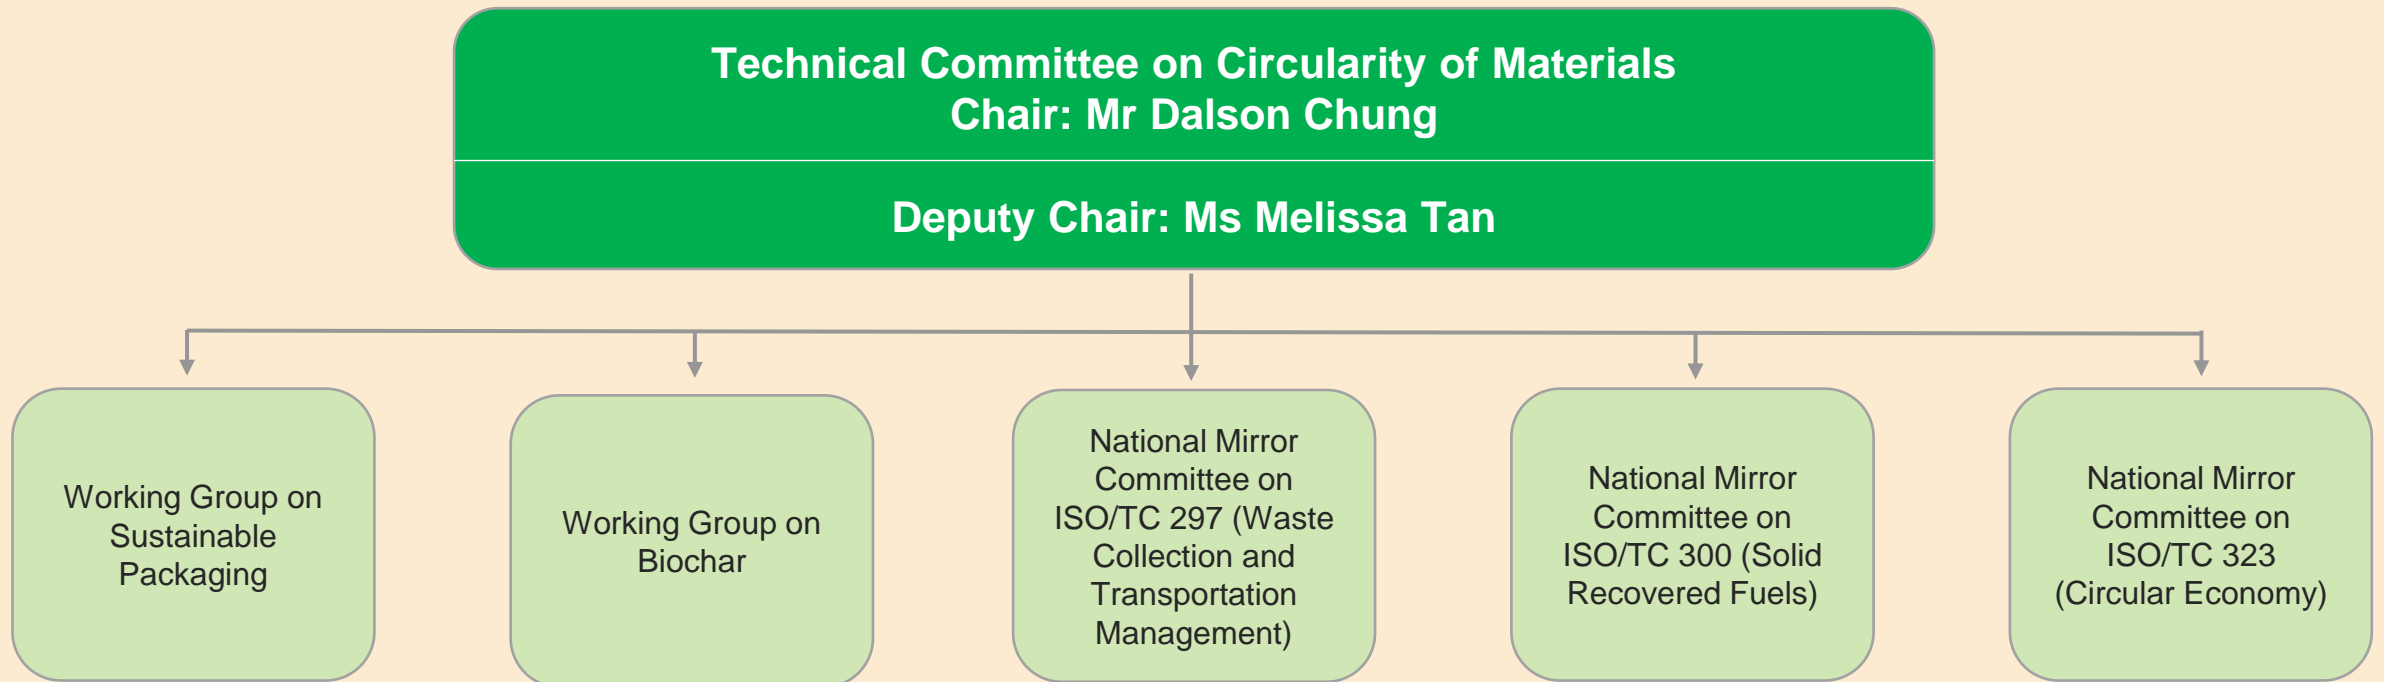 Technical Committee on Circularity of Materials
Chair: Mr Dalson Chung
Deputy Chair: Ms Melissa Tan
Working Group on
Sustainable
Packaging
Working Group on
Biochar
National Mirror
Committee on
ISO/TC 297 (Waste
Collection and
Transportation
Management)
National Mirror
Committee on
ISO/TC 300 (Solid
Recovered Fuels)
National Mirror
Committee on
ISO/TC 323
(Circular Economy)